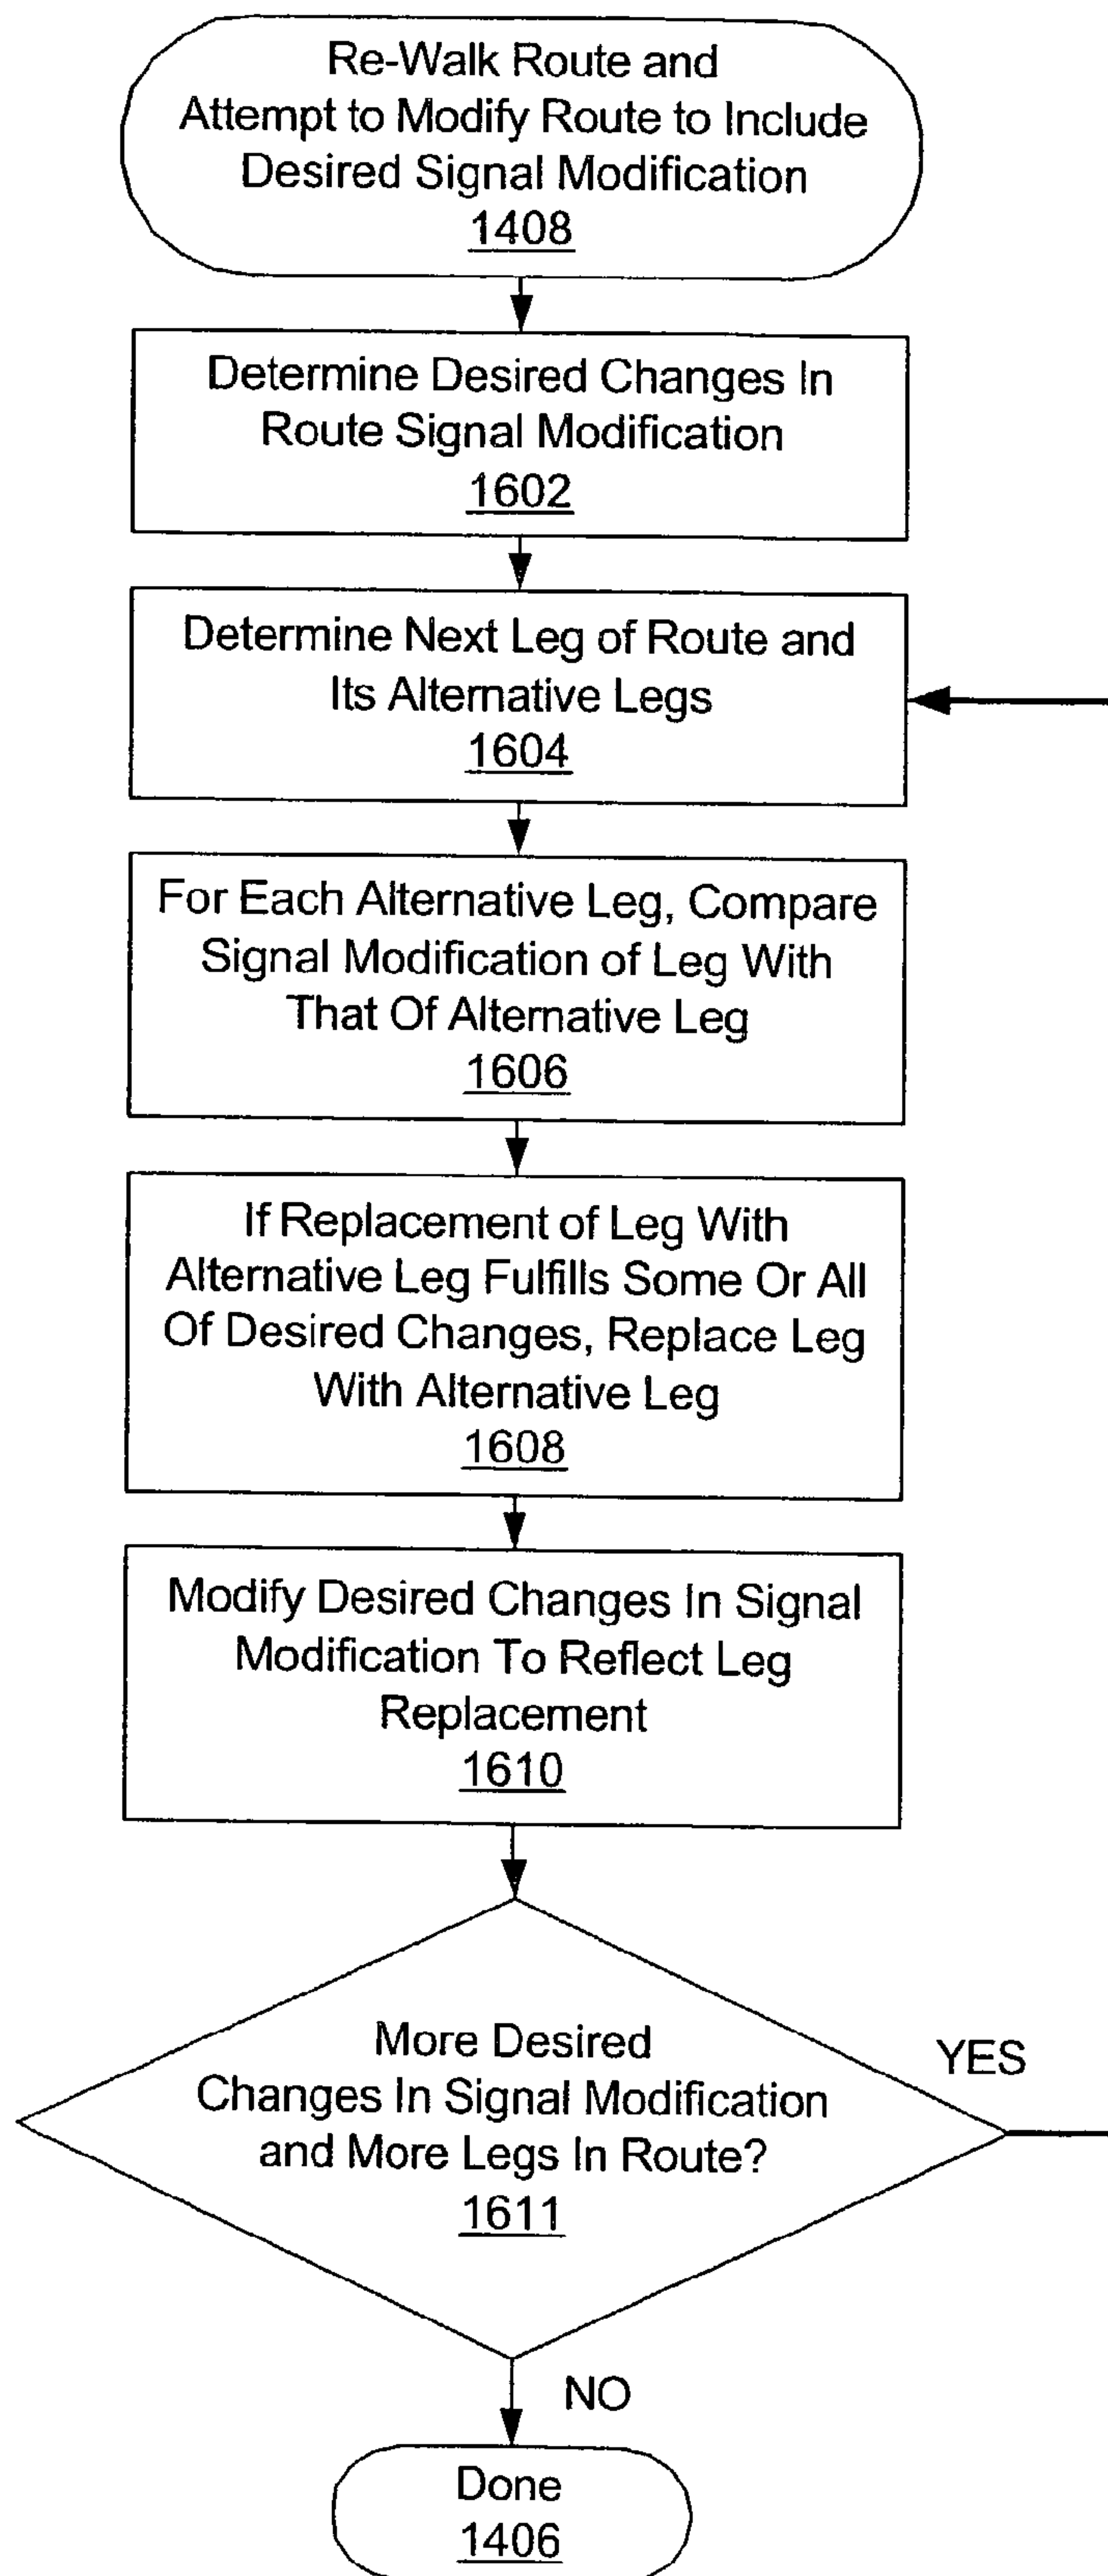 Re-Walk Route and
Attempt to Modify Route to Include
Desired Signal Modification
1408
Determine Desired Changes In
Route Signal Modification
1602
Determine Next Leg of Route and
Its Alternative Legs
1604
For Each Alternative Leg, Compare
Signal Modification of Leg With
That Of Alternative Leg
1606
If Replacement of Leg With
Alternative Leg Fulfills Some Or All
Of Desired Changes, Replace Leg
With Alternative Leg
1608
Modify Desired Changes In Signal
Modification To Reflect Leg
Replacement
1610
More Desired
Changes In Signal Modification
and More Legs In Route?
1611
YES
NO
Done
1406